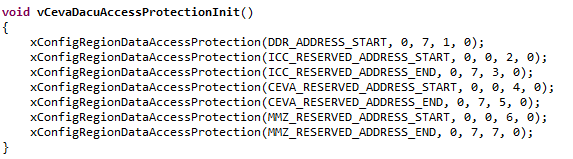 void vCevaDacuAccessProtectionInit()
{
    xConfigRegionDataAccessProtection(DDR_ADDRESS_START, 0, 7, 1, 0);
    xConfigRegionDataAccessProtection(ICC_RESERVED_ADDRESS_START, 0, 0, 2, 0);
    xConfigRegionDataAccessProtection(ICC_RESERVED_ADDRESS_END, 0, 7, 3, 0);
    xConfigRegionDataAccessProtection(CEVA_RESERVED_ADDRESS_START, 0, 0, 4, 0);
    xConfigRegionDataAccessProtection(CEVA_RESERVED_ADDRESS_END, 0, 7, 5, 0);
    xConfigRegionDataAccessProtection(MMZ_RESERVED_ADDRESS_START, 0, 0, 6, 0);
    xConfigRegionDataAccessProtection(MMZ_RESERVED_ADDRESS_END, 0, 7, 7, 0);
}